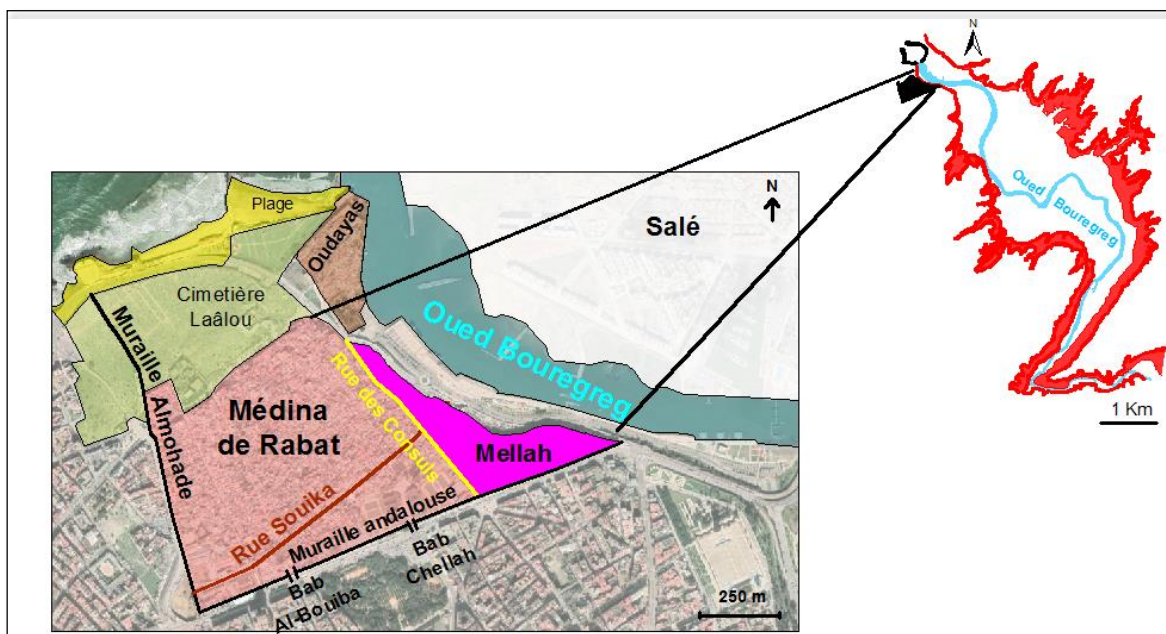 N
Oued
Bouregreg
1 Km
Plage
N
Salé
Oudayas
Cimetière
Laâlou
Oued Bouregreg
Muraille Almohade
Médina
de Rabat
Rue des Consuls
Mellah
Rue Souika
Muraille andalouse
Bab
Chellah
Bab
Al-Bouiba
250 m